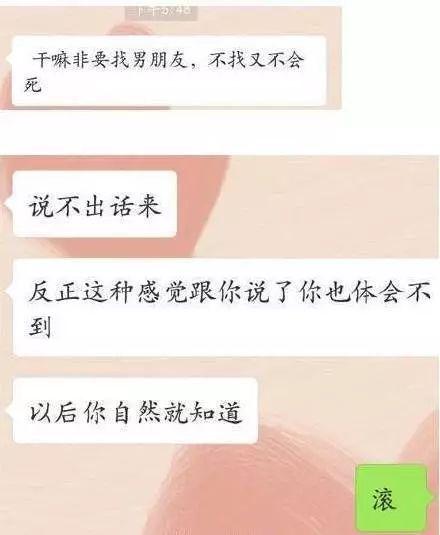 下午5:48
干嘛非要找男朋友，不找又不会
死
说不出话来
反正这种感觉跟你说了你也体会不
到
以后你自然就知道
滚